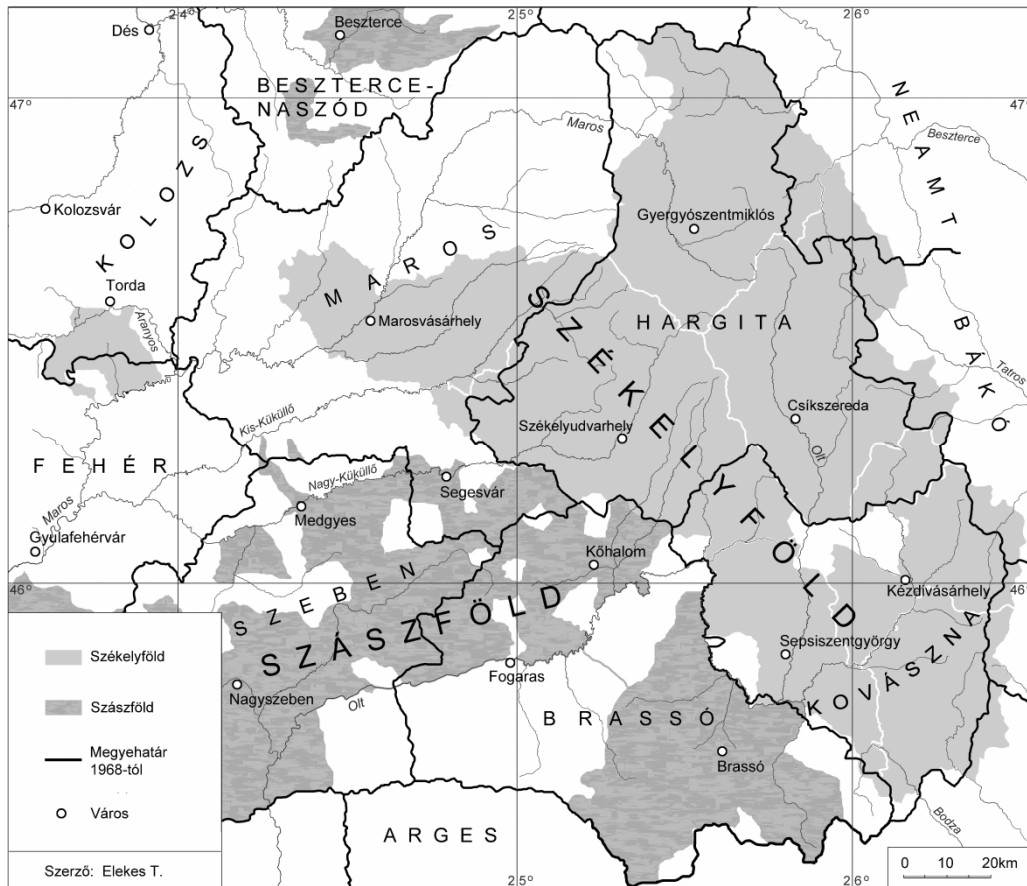 24°
25°
26°
Dés
Beszterce
BESZTERCE-
NASZÓD
47°
47°
NEAMT
Maros
Beszterce
KOLOZS
Kolozsvár
Gyergyószentmiklós
MAROS
Torda
Aranyos
Marosvásárhely
HARGITA
SZÉKELYFÖLD
BÁKÓ
Tatros
Kis-Küküllő
Székelyudvarhely
Csíkszereda
Olt
FEHÉR
Nagy-Küküllő
Segesvár
Medgyes
Maros
Gyulafehérvár
Kőhalom
46°
46°
Kézdivásárhely
SZEBEN
SZÁSZFÖLD
Sepsiszentgyörgy
KOVÁSZNA
Fogaras
Nagyszeben
Olt
BRASSÓ
Brassó
ARGES
Bodza
Székelyföld
Szászföld
Megyehatár
1968-tól
Város
Szerző: Elekes T.
25°
26°
0 10 20km